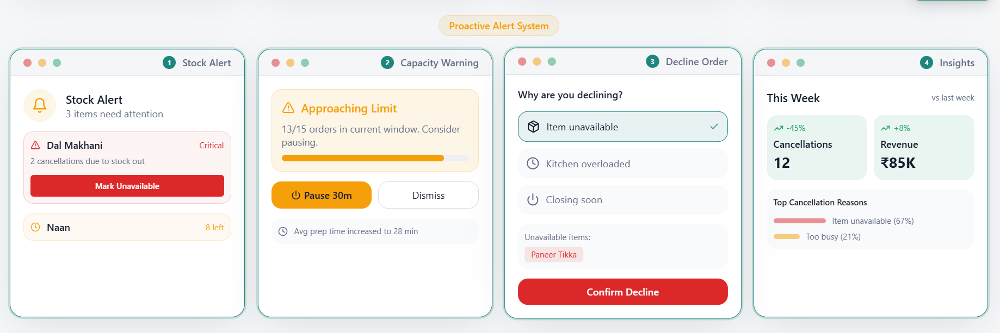 Proactive Alert System
1 Stock Alert
Stock Alert
3 items need attention
Dal Makhani Critical
2 cancellations due to stock out
Mark Unavailable
Naan 8 left
2 Capacity Warning
Approaching Limit
13/15 orders in current window. Consider
pausing.
Pause 30m Dismiss
Avg prep time increased to 28 min
3 Decline Order
Why are you declining?
Item unavailable
Kitchen overloaded
Closing soon
Unavailable items:
Paneer Tikka
Confirm Decline
4 Insights
This Week vs last week
-45%
Cancellations
12
+8%
Revenue
₹85K
Top Cancellation Reasons
Item unavailable (67%)
Too busy (21%)